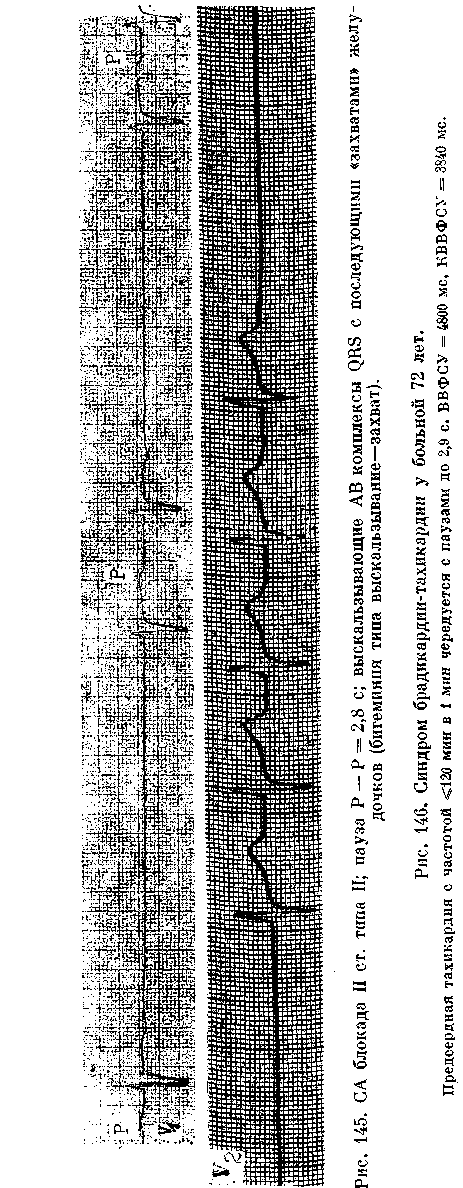 P
P
P
V₂
Рис. 145. СА блокада II ст. типа II; пауза P — P = 2,8 с; выскальзывающие АВ комплексы QRS с последующими «захватами» желу-
дочков (бигеминия типа выскальзывание—захват).
Рис. 146. Синдром брадикардии-тахикардии у больной 72 лет.
Предсердная тахикардия с частотой ≤120 мин в 1 мин чередуется с паузами до 2,9 с. ВВФСУ = 4800 мс, КВВФСУ = 3840 мс.